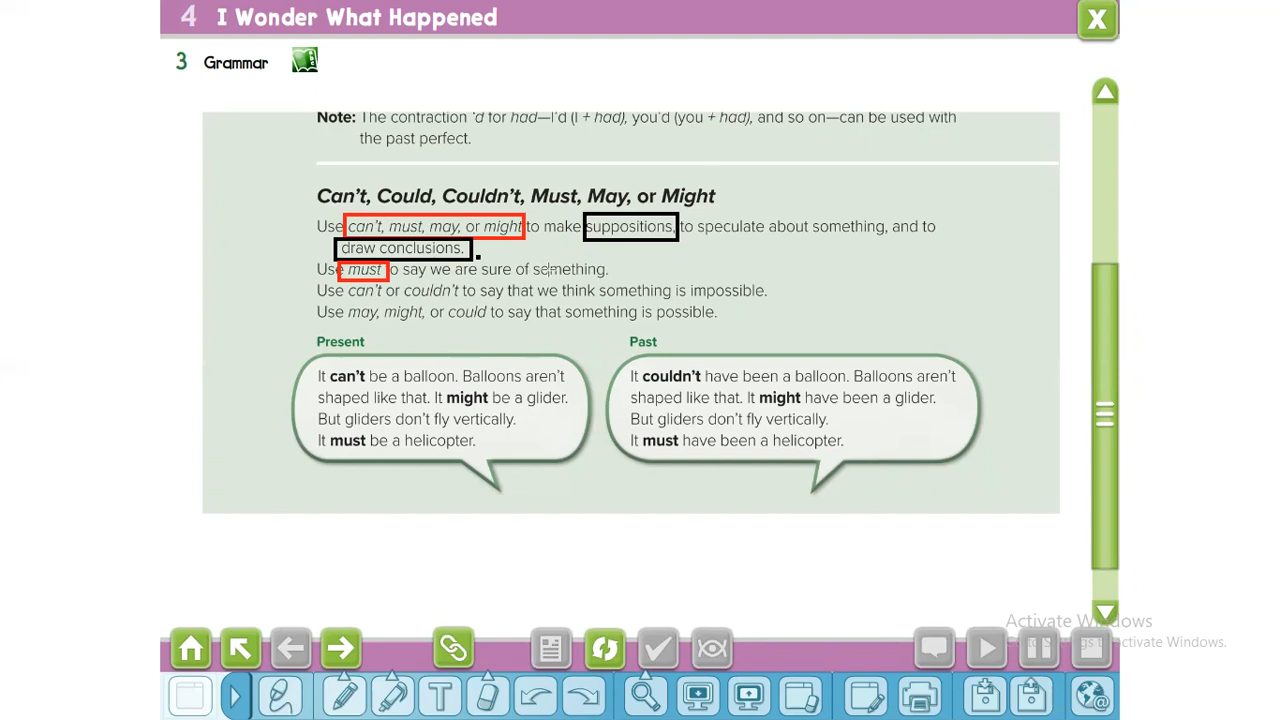 4 I Wonder What Happened
X
3 Grammar
Note: The contraction ‘d for had—I’d (I + had), you’d (you + had), and so on—can be used with
the past perfect.
Can’t, Could, Couldn’t, Must, May, or Might
Use can’t, must, may, or might to make suppositions, to speculate about something, and to
draw conclusions.
Use must to say we are sure of something.
Use can’t or couldn’t to say that we think something is impossible.
Use may, might, or could to say that something is possible.
Present
It can’t be a balloon. Balloons aren’t
shaped like that. It might be a glider.
But gliders don’t fly vertically.
It must be a helicopter.
Past
It couldn’t have been a balloon. Balloons aren’t
shaped like that. It might have been a glider.
But gliders don’t fly vertically.
It must have been a helicopter.
Activate Windows
Go to Settings to activate Windows.
T